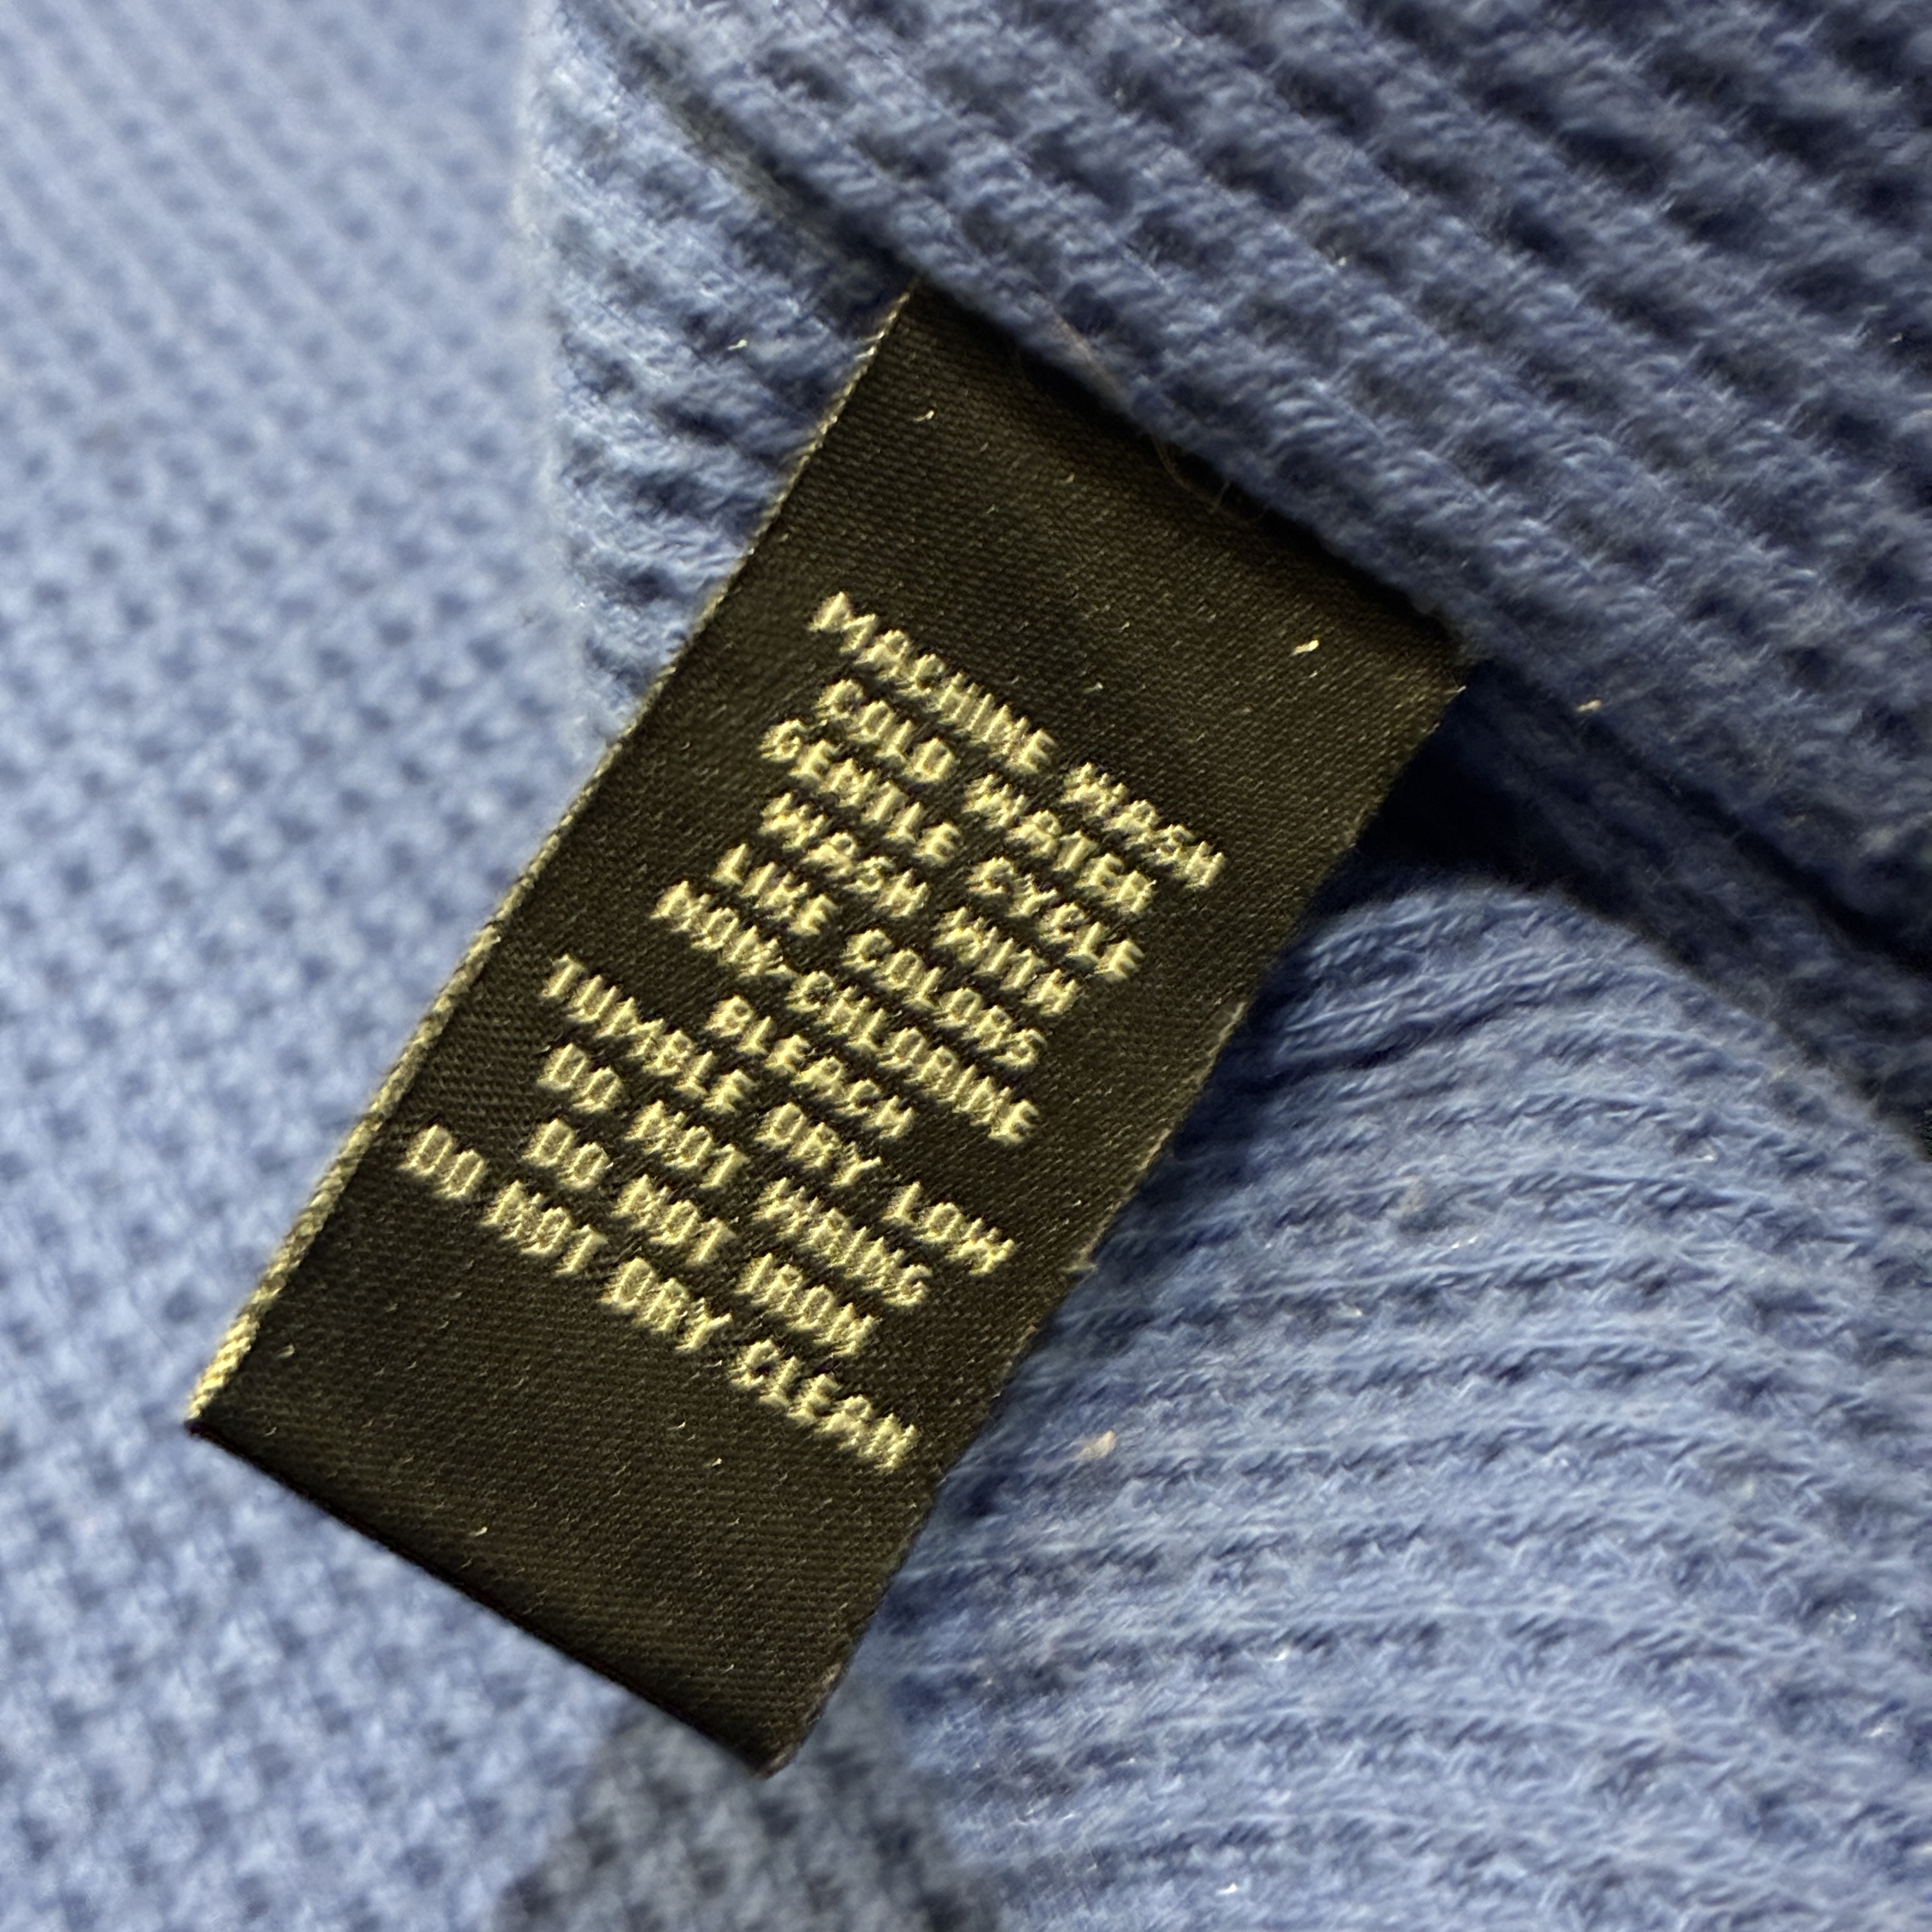 MACHINE WASH
COLD WATER
GENTLE CYCLE
WASH WITH
LIKE COLORS
NON-CHLORINE
BLEACH
TUMBLE DRY LOW
DO NOT WRING
DO NOT IRON
DO NOT DRY CLEAN